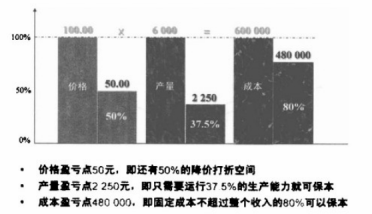 100.00 x 6 000 = 600 000
100%
480 000
价格 50.00 产量 成本
50%
2 250
50% 37.5% 80%
0%
• 价格盈亏点50元，即还有50%的降价打折空间
• 产量盈亏点2 250元，即只需要运行37 5%的生产能力就可保本
• 成本盈亏点480 000，即固定成本不超过整个收入的80%可以保本